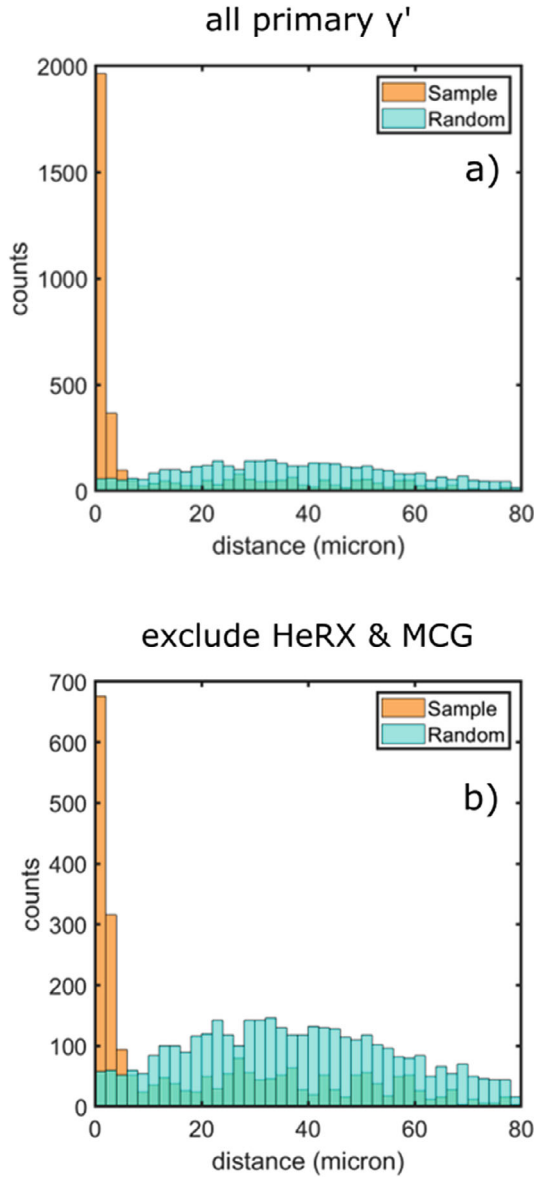 all primary γ'
2000
1500
1000
500
0
counts
Sample
Random
a)
0 20 40 60 80
distance (micron)
exclude HeRX & MCG
700
600
500
400
300
200
100
0
counts
Sample
Random
b)
0 20 40 60 80
distance (micron)